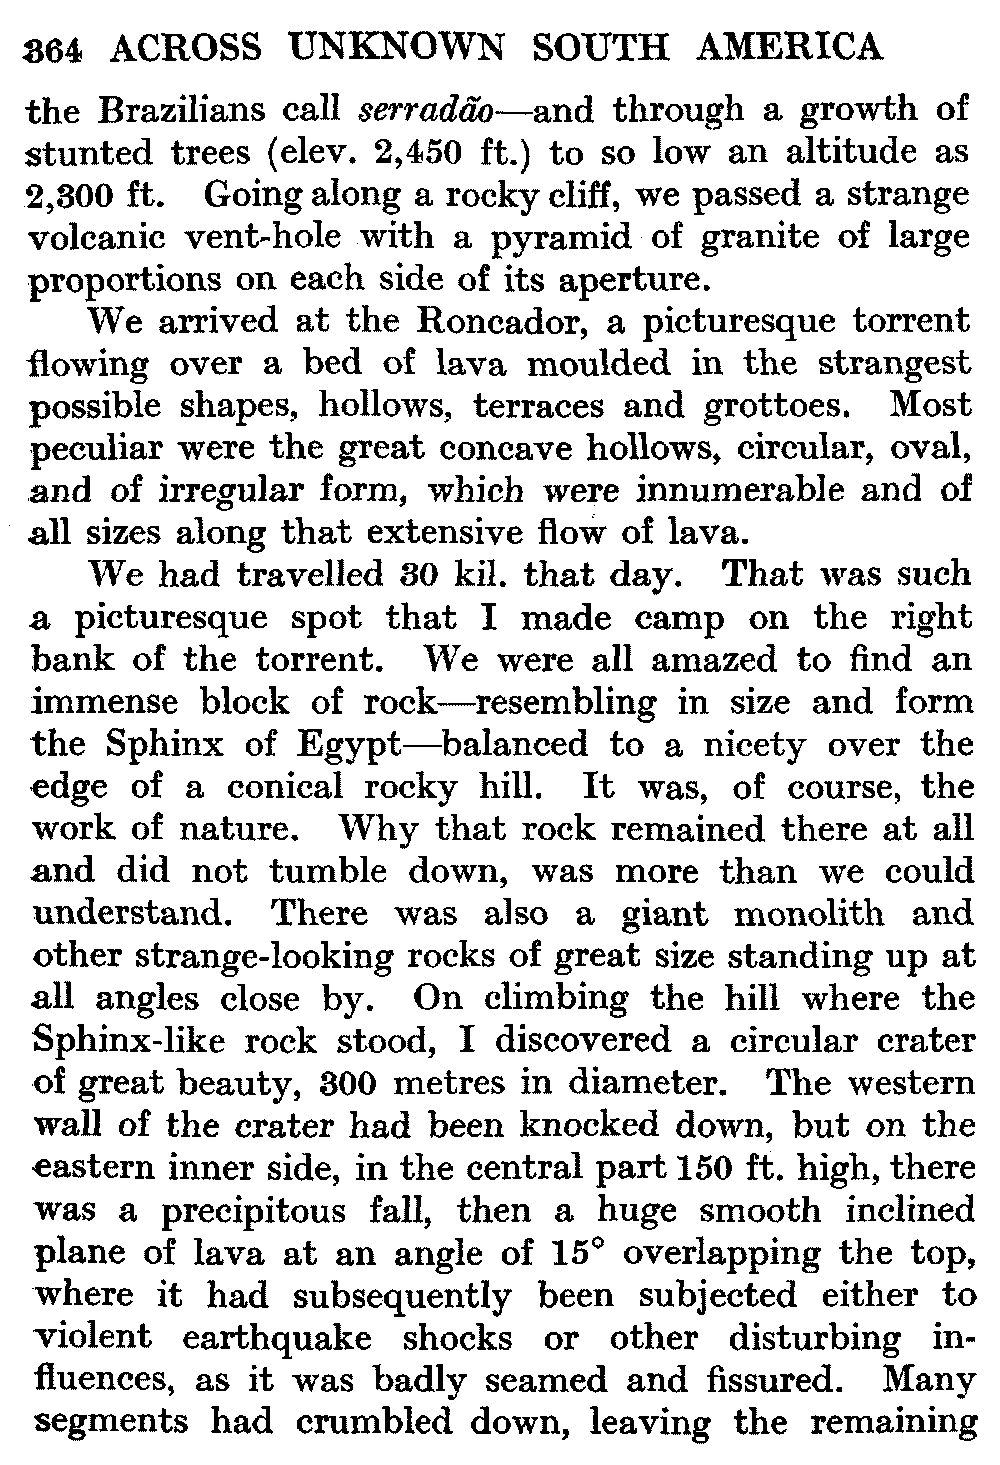 364 ACROSS UNKNOWN SOUTH AMERICA
the Brazilians call serradão—and through a growth of
stunted trees (elev. 2,450 ft.) to so low an altitude as
2,300 ft. Going along a rocky cliff, we passed a strange
volcanic vent-hole with a pyramid of granite of large
proportions on each side of its aperture.
We arrived at the Roncador, a picturesque torrent
flowing over a bed of lava moulded in the strangest
possible shapes, hollows, terraces and grottoes. Most
peculiar were the great concave hollows, circular, oval,
and of irregular form, which were innumerable and of
all sizes along that extensive flow of lava.
We had travelled 30 kil. that day. That was such
a picturesque spot that I made camp on the right
bank of the torrent. We were all amazed to find an
immense block of rock—resembling in size and form
the Sphinx of Egypt—balanced to a nicety over the
edge of a conical rocky hill. It was, of course, the
work of nature. Why that rock remained there at all
and did not tumble down, was more than we could
understand. There was also a giant monolith and
other strange-looking rocks of great size standing up at
all angles close by. On climbing the hill where the
Sphinx-like rock stood, I discovered a circular crater
of great beauty, 300 metres in diameter. The western
wall of the crater had been knocked down, but on the
eastern inner side, in the central part 150 ft. high, there
was a precipitous fall, then a huge smooth inclined
plane of lava at an angle of 15° overlapping the top,
where it had subsequently been subjected either to
violent earthquake shocks or other disturbing in-
fluences, as it was badly seamed and fissured. Many
segments had crumbled down, leaving the remaining